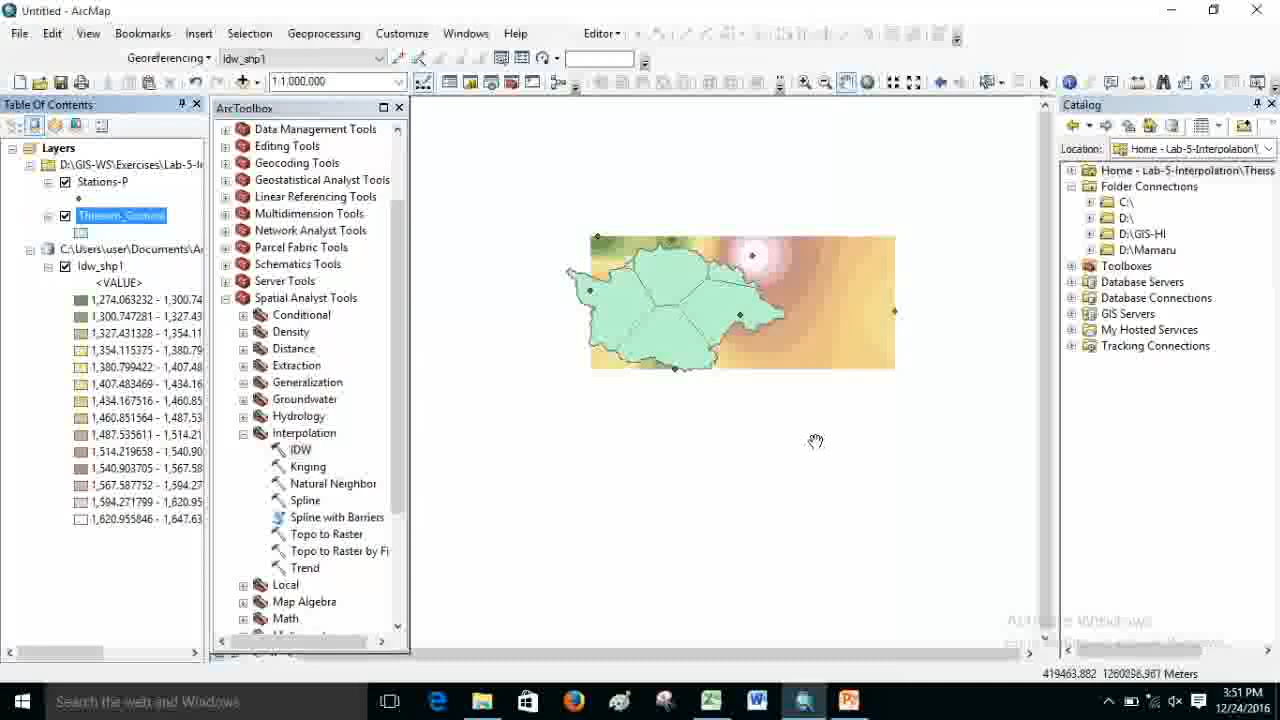 Untitled - ArcMap
File Edit View Bookmarks Insert Selection Geoprocessing Customize Windows Help Editor
Georeferencing Idw_shp1
1:1,000,000
Table Of Contents
Layers
D:\GIS-WS\Exercises\Lab-5-In
Stations-P
C:\Users\user\Documents\Ar
Idw_shp1
<VALUE>
1,274.063232 - 1,300.74
1,300.747281 - 1,327.43
1,327.431328 - 1,354.11
1,354.115375 - 1,380.79
1,380.799422 - 1,407.48
1,407.483469 - 1,434.16
1,434.167516 - 1,460.85
1,460.851564 - 1,487.53
1,487.535611 - 1,514.21
1,514.219658 - 1,540.90
1,540.903705 - 1,567.58
1,567.587752 - 1,594.27
1,594.271799 - 1,620.95
1,620.955846 - 1,647.63
ArcToolbox
Data Management Tools
Editing Tools
Geocoding Tools
Geostatistical Analyst Tools
Linear Referencing Tools
Multidimension Tools
Network Analyst Tools
Parcel Fabric Tools
Schematics Tools
Server Tools
Spatial Analyst Tools
Conditional
Density
Distance
Extraction
Generalization
Groundwater
Hydrology
Interpolation
IDW
Kriging
Natural Neighbor
Spline
Spline with Barriers
Topo to Raster
Topo to Raster by Fi
Trend
Local
Map Algebra
Math
Catalog
Location: Home - Lab-5-Interpolation\
Home - Lab-5-Interpolation\Theiss
Folder Connections
C:\
D:\
D:\GIS-HI
D:\Mamaru
Toolboxes
Database Servers
Database Connections
GIS Servers
My Hosted Services
Tracking Connections
Activate Windows
419463.882 1260836.967 Meters
Search the web and Windows
3:51 PM
12/24/2016